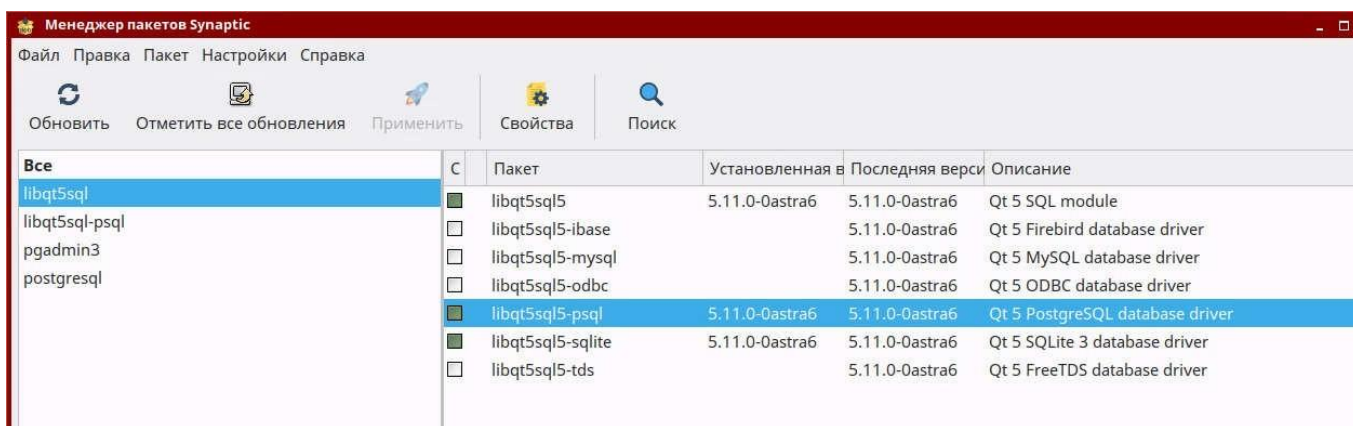 Менеджер пакетов Synaptic
Файл Правка Пакет Настройки Справка
Обновить Отметить все обновления Применить Свойства Поиск
Все
libqt5sql
libqt5sql-psql
pgadmin3
postgresql
С Пакет Установленная в Последняя верси Описание
libqt5sql5 5.11.0-0astra6 5.11.0-0astra6 Qt 5 SQL module
libqt5sql5-ibase 5.11.0-0astra6 Qt 5 Firebird database driver
libqt5sql5-mysql 5.11.0-0astra6 Qt 5 MySQL database driver
libqt5sql5-odbc 5.11.0-0astra6 Qt 5 ODBC database driver
libqt5sql5-psql 5.11.0-0astra6 5.11.0-0astra6 Qt 5 PostgreSQL database driver
libqt5sql5-sqlite 5.11.0-0astra6 5.11.0-0astra6 Qt 5 SQLite 3 database driver
libqt5sql5-tds 5.11.0-0astra6 Qt 5 FreeTDS database driver